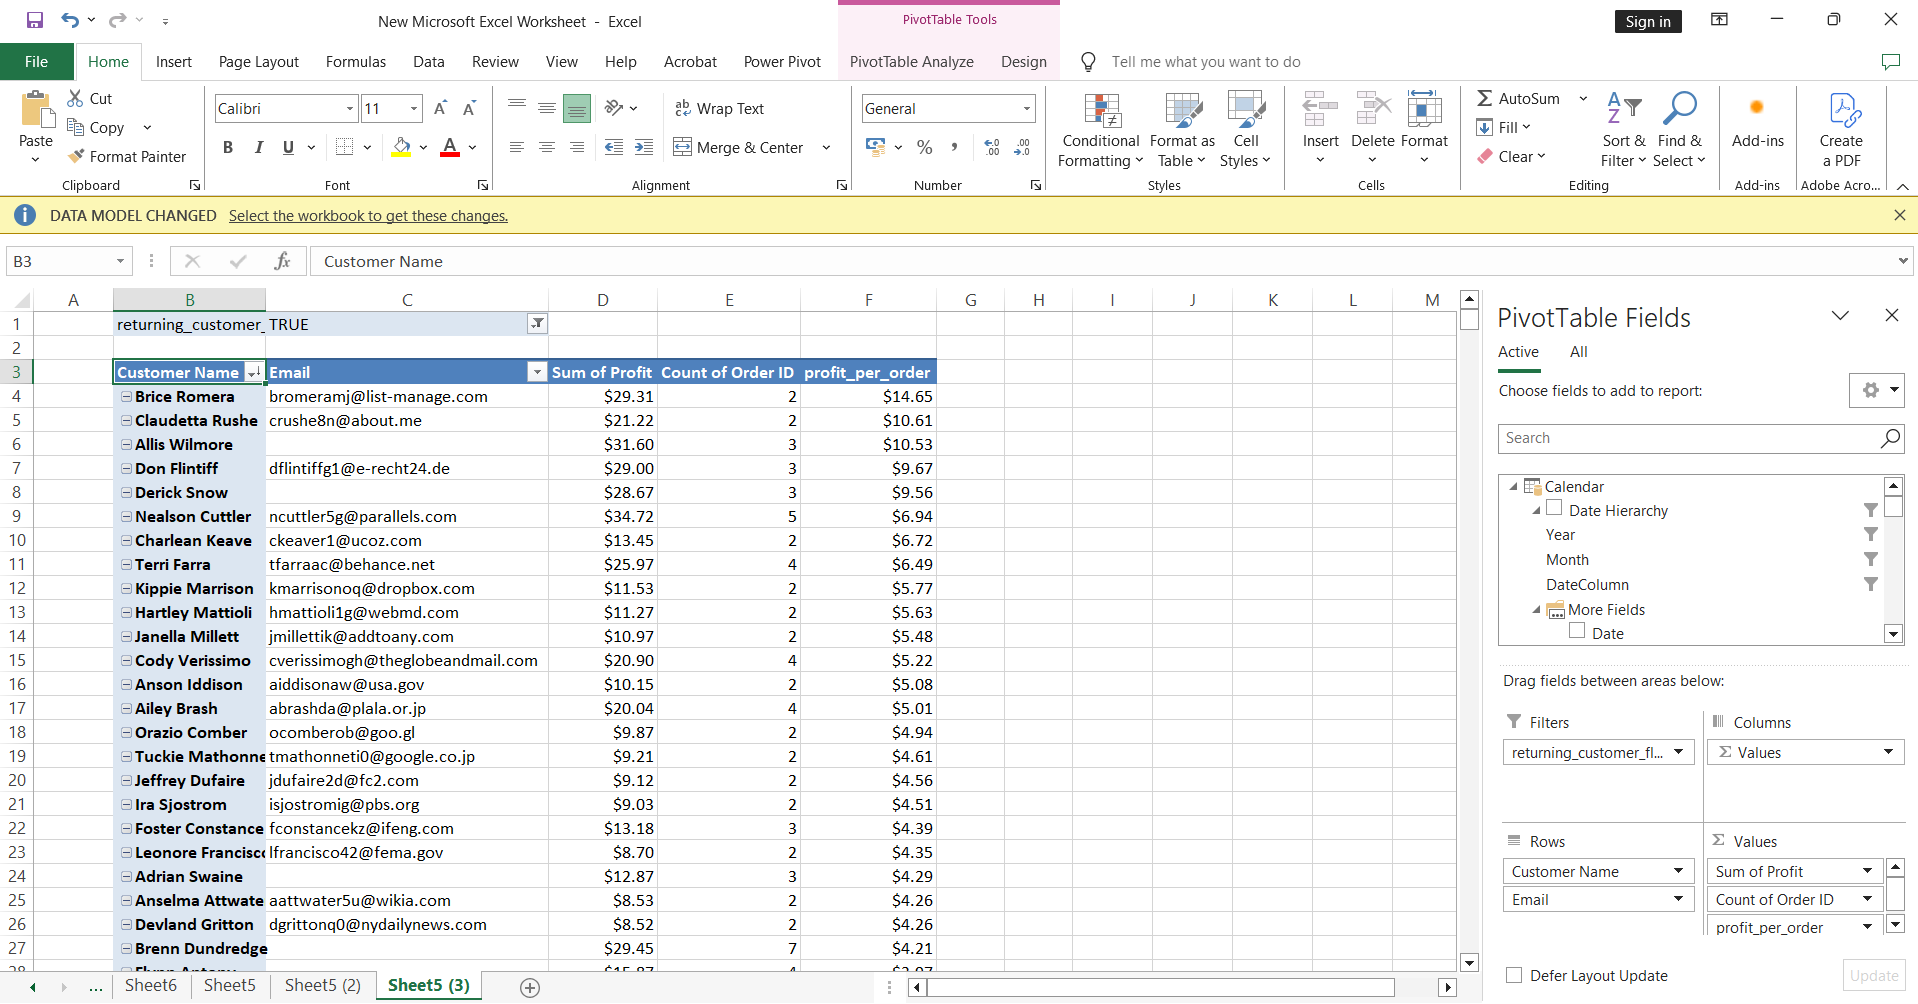 New Microsoft Excel Worksheet - Excel
PivotTable Tools
Sign in
File Home Insert Page Layout Formulas Data Review View Help Acrobat Power Pivot PivotTable Analyze Design Tell me what you want to do
Paste
Cut
Copy
Format Painter
Clipboard
Calibri 11
B I U
Font
Wrap Text
Merge & Center
Alignment
General
Number
Conditional Formatting
Format as Table
Cell Styles
Styles
Insert
Delete
Format
Cells
AutoSum
Fill
Clear
Sort & Filter
Find & Select
Editing
Add-ins
Add-ins
Create a PDF
Adobe Acro...
DATA MODEL CHANGED Select the workbook to get these changes.
B3 fx Customer Name
A B C D E F G H I J K L M
1 returning_customer_ TRUE
2
3 Customer Name Email Sum of Profit Count of Order ID profit_per_order
4 Brice Romera bromeramj@list-manage.com $29.31 2 $14.65
5 Claudetta Rushe crushe8n@about.me $21.22 2 $10.61
6 Allis Wilmore $31.60 3 $10.53
7 Don Flintiff dflintiffg1@e-recht24.de $29.00 3 $9.67
8 Derick Snow $28.67 3 $9.56
9 Nealson Cuttler ncuttler5g@parallels.com $34.72 5 $6.94
10 Charlean Keave ckeaver1@ucoz.com $13.45 2 $6.72
11 Terri Farra tfarraac@behance.net $25.97 4 $6.49
12 Kippie Marrison kmarrisonoq@dropbox.com $11.53 2 $5.77
13 Hartley Mattioli hmattioli1g@webmd.com $11.27 2 $5.63
14 Janella Millett jmillettik@addtoany.com $10.97 2 $5.48
15 Cody Verissimo cverissimogh@theglobeandmail.com $20.90 4 $5.22
16 Anson Iddison aiddisonaw@usa.gov $10.15 2 $5.08
17 Ailey Brash abrashda@plala.or.jp $20.04 4 $5.01
18 Orazio Comber ocomberob@goo.gl $9.87 2 $4.94
19 Tuckie Mathonne tmathonneti0@google.co.jp $9.21 2 $4.61
20 Jeffrey Dufaire jdufaire2d@fc2.com $9.12 2 $4.56
21 Ira Sjostrom isjostromig@pbs.org $9.03 2 $4.51
22 Foster Constance fconstancekz@ifeng.com $13.18 3 $4.39
23 Leonore Francisc lfrancisco42@fema.gov $8.70 2 $4.35
24 Adrian Swaine $12.87 3 $4.29
25 Anselma Attwate aattwater5u@wikia.com $8.53 2 $4.26
26 Devland Gritton dgrittonq0@nydailynews.com $8.52 2 $4.26
27 Brenn Dundredge $29.45 7 $4.21
PivotTable Fields
Active All
Choose fields to add to report:
Search
Calendar
Date Hierarchy
Year
Month
DateColumn
More Fields
Date
Drag fields between areas below:
Filters
returning_customer_fl...
Columns
Σ Values
Rows
Customer Name
Email
Σ Values
Sum of Profit
Count of Order ID
profit_per_order
Defer Layout Update Update
... Sheet6 Sheet5 Sheet5 (2) Sheet5 (3)